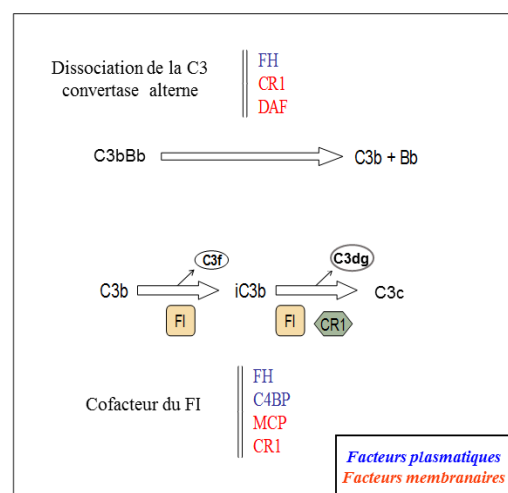 Dissociation de la C3
convertase alterne
FH
CR1
DAF
C3bBb
C3b + Bb
C3f
C3dg
C3b
iC3b
C3c
FI
FI
CR1
Cofacteur du FI
FH
C4BP
MCP
CR1
Facteurs plasmatiques
Facteurs membranaires